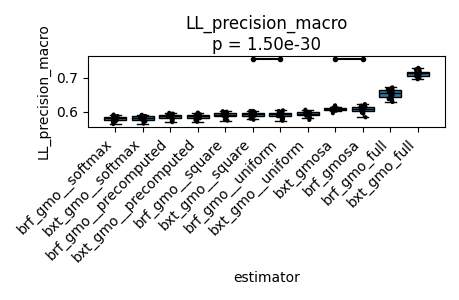 LL_precision_macro
p = 1.50e-30
LL_precision_macro
0.7
0.6
brf_gmo__softmax
bxt_gmo__softmax
brf_gmo__precomputed
bxt_gmo__precomputed
brf_gmo__square
bxt_gmo__square
brf_gmo__uniform
bxt_gmo__uniform
bxt_gmosa
brf_gmosa
brf_gmo_full
bxt_gmo_full
estimator